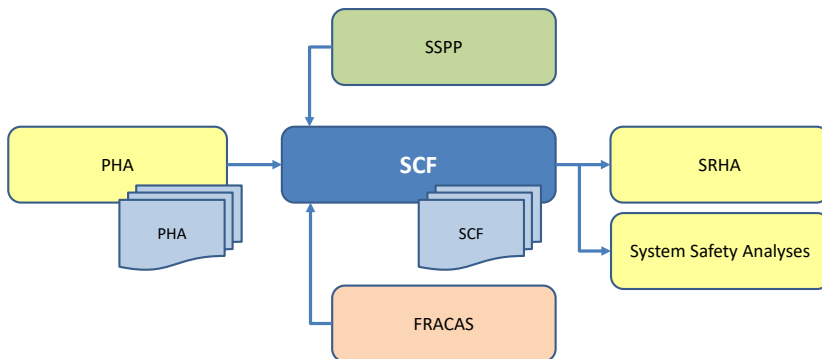 SSPP
PHA
SCF
SRHA
PHA
SCF
System Safety Analyses
FRACAS